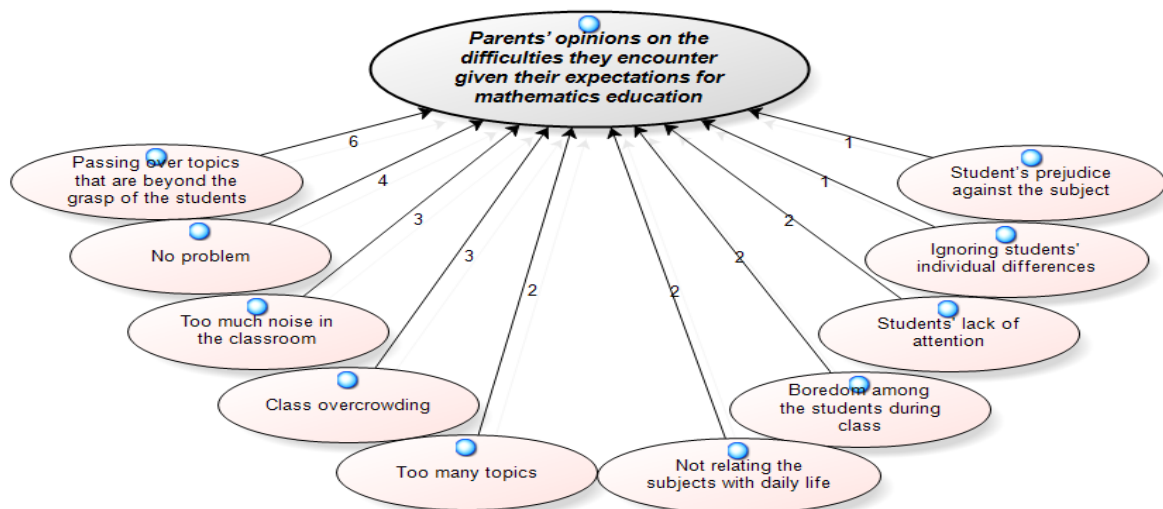 Parents' opinions on the
difficulties they encounter
given their expectations for
mathematics education
6
4
3
3
2
2
2
2
1
1
Passing over topics
that are beyond the
grasp of the students
No problem
Too much noise in
the classroom
Class overcrowding
Too many topics
Not relating the
subjects with daily life
Boredom among
the students during
class
Students' lack of
attention
Ignoring students'
individual differences
Student's prejudice
against the subject